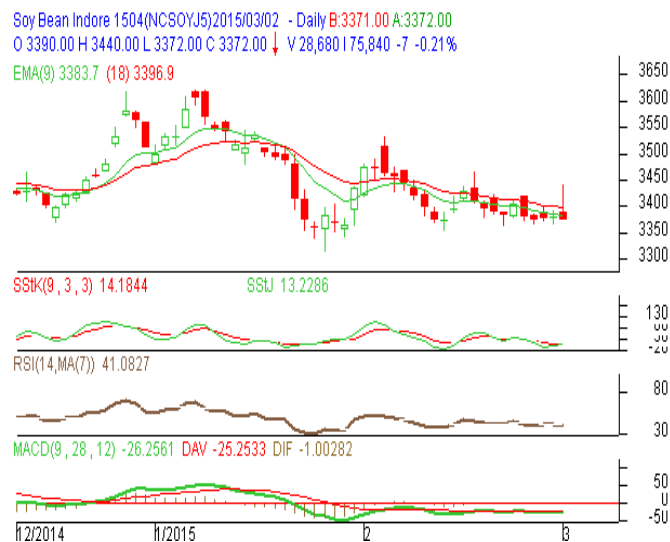 Soy Bean Indore 1504(NCSOYJ5)2015/03/02 - Daily B:3371.00 A:3372.00
O 3390.00 H 3440.00 L 3372.00 C 3372.00 ↓ V 28,680 I 75,840 -7 -0.21%
EMA(9) 3383.7 (18) 3396.9
3650
3600
3550
3500
3450
3400
3350
3300
SStK(9 , 3 , 3) 14.1844 SStJ 13.2286
130
RSI(14,MA(7)) 41.0827
80
30
MACD(9 , 28 , 12) -26.2561 DAV -25.2533 DIF -1.00282
50
0
-50
12/2014 1/2015 2 3